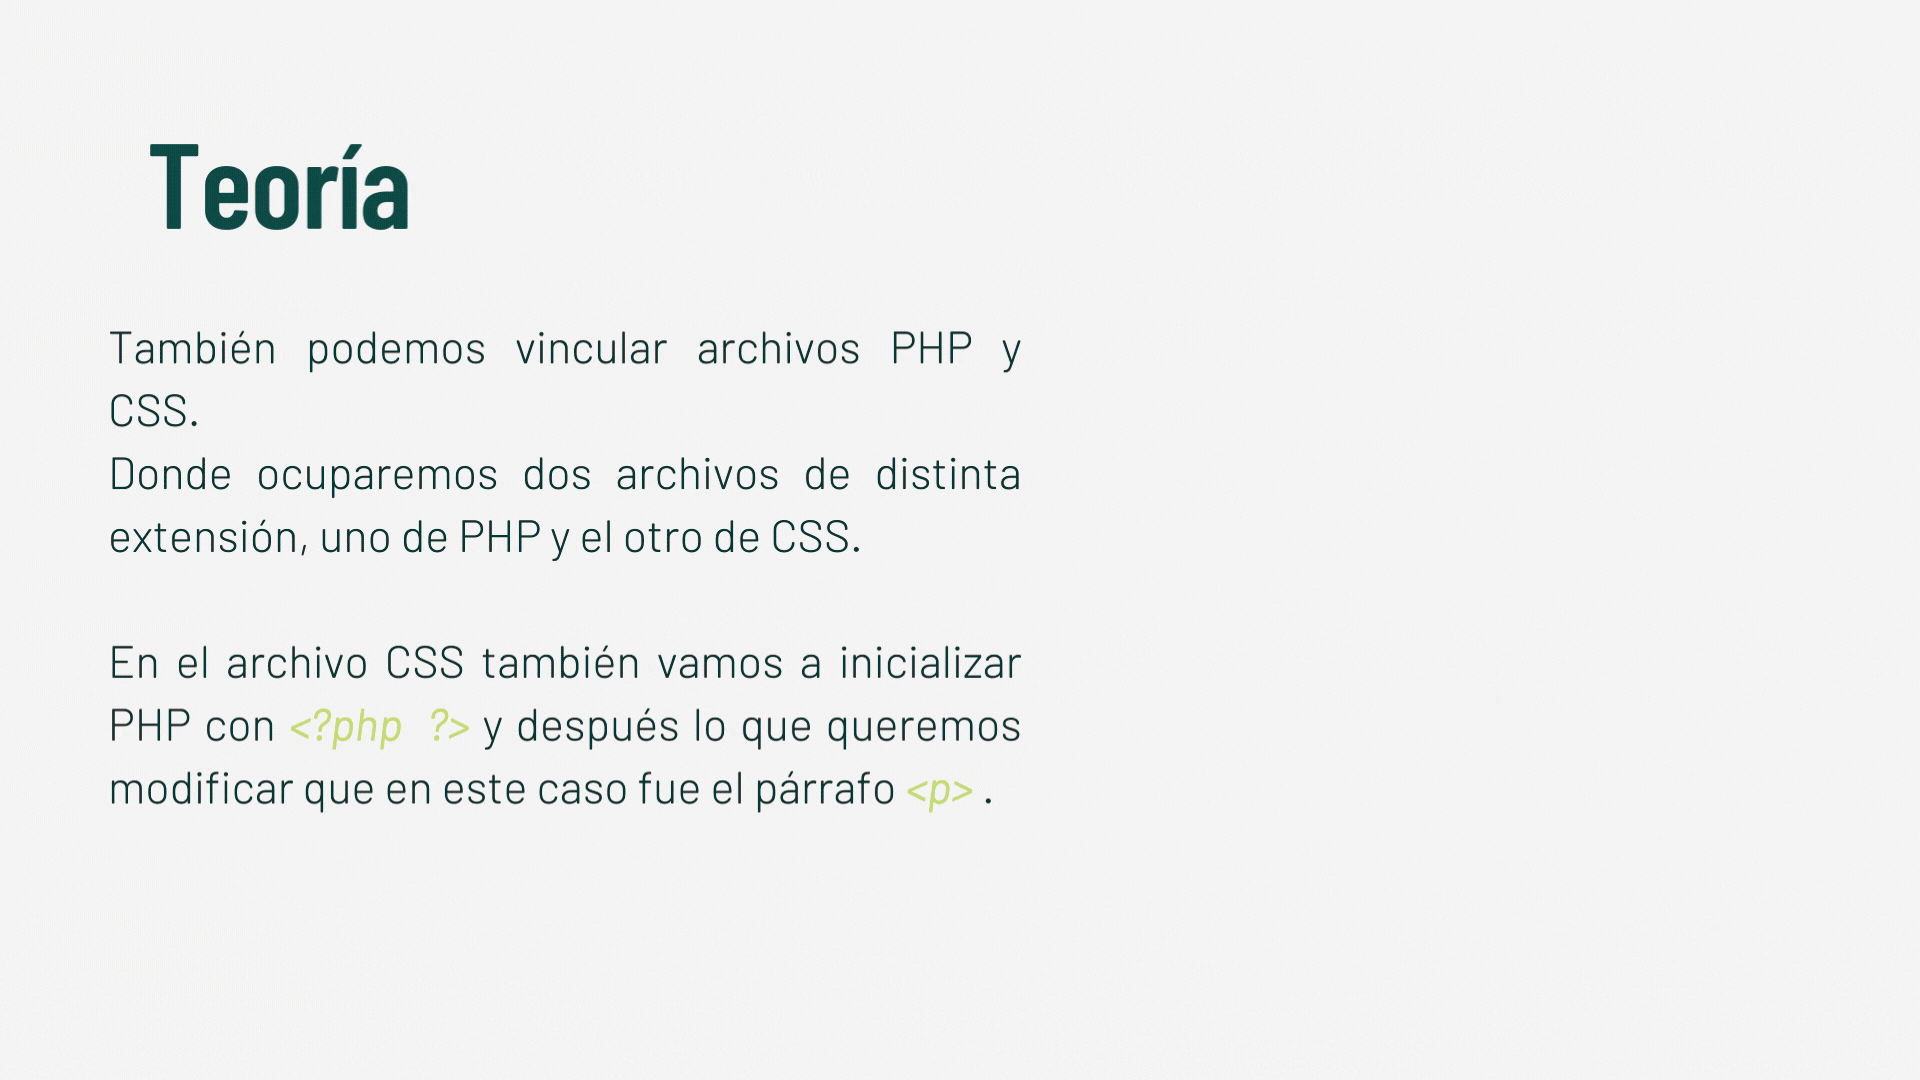 Teoría
También podemos vincular archivos PHP y
CSS.
Donde ocuparemos dos archivos de distinta
extensión, uno de PHP y el otro de CSS.
En el archivo CSS también vamos a inicializar
PHP con <?php ?> y después lo que queremos
modificar que en este caso fue el párrafo <p> .